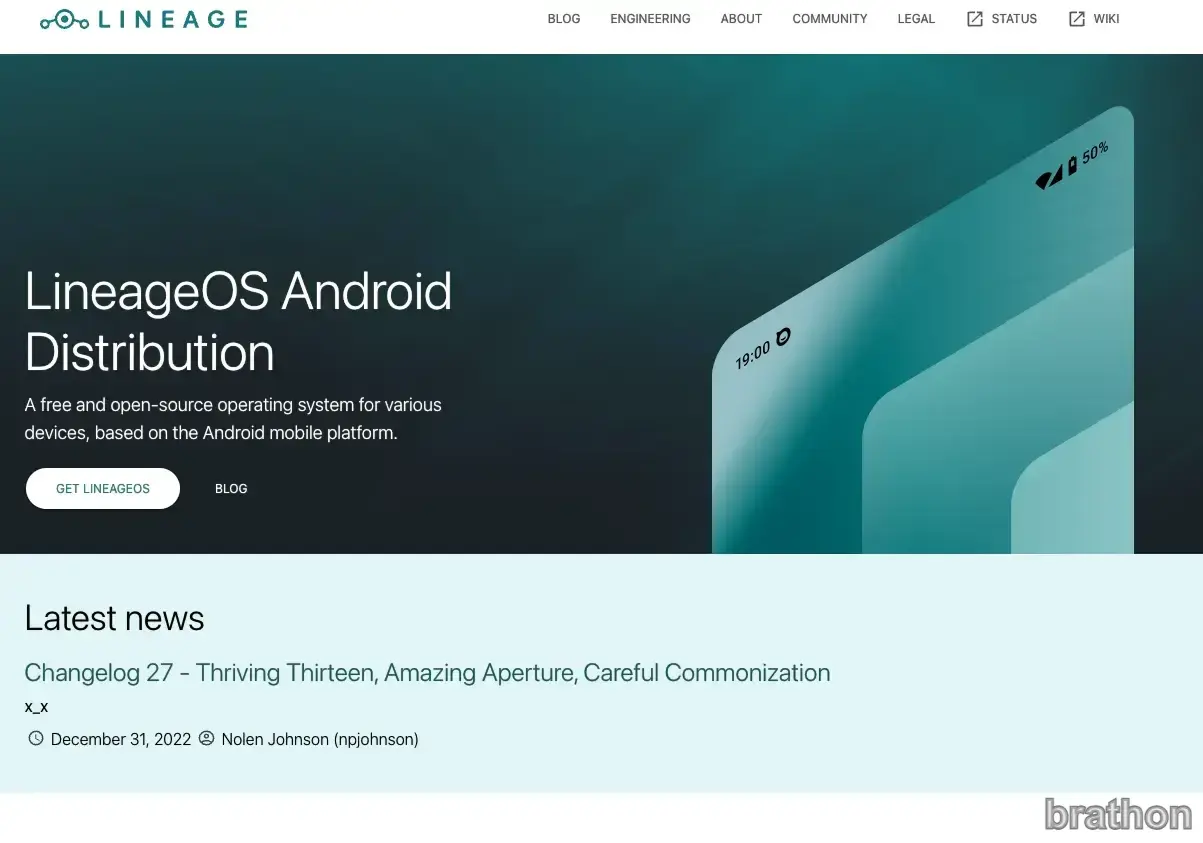 LINEAGE
BLOG ENGINEERING ABOUT COMMUNITY LEGAL STATUS WIKI
50%
19:00
LineageOS Android
Distribution
A free and open-source operating system for various
devices, based on the Android mobile platform.
GET LINEAGEOS BLOG
Latest news
Changelog 27 - Thriving Thirteen, Amazing Aperture, Careful Commonization
x_x
December 31, 2022 Nolen Johnson (npjohnson)
brathon